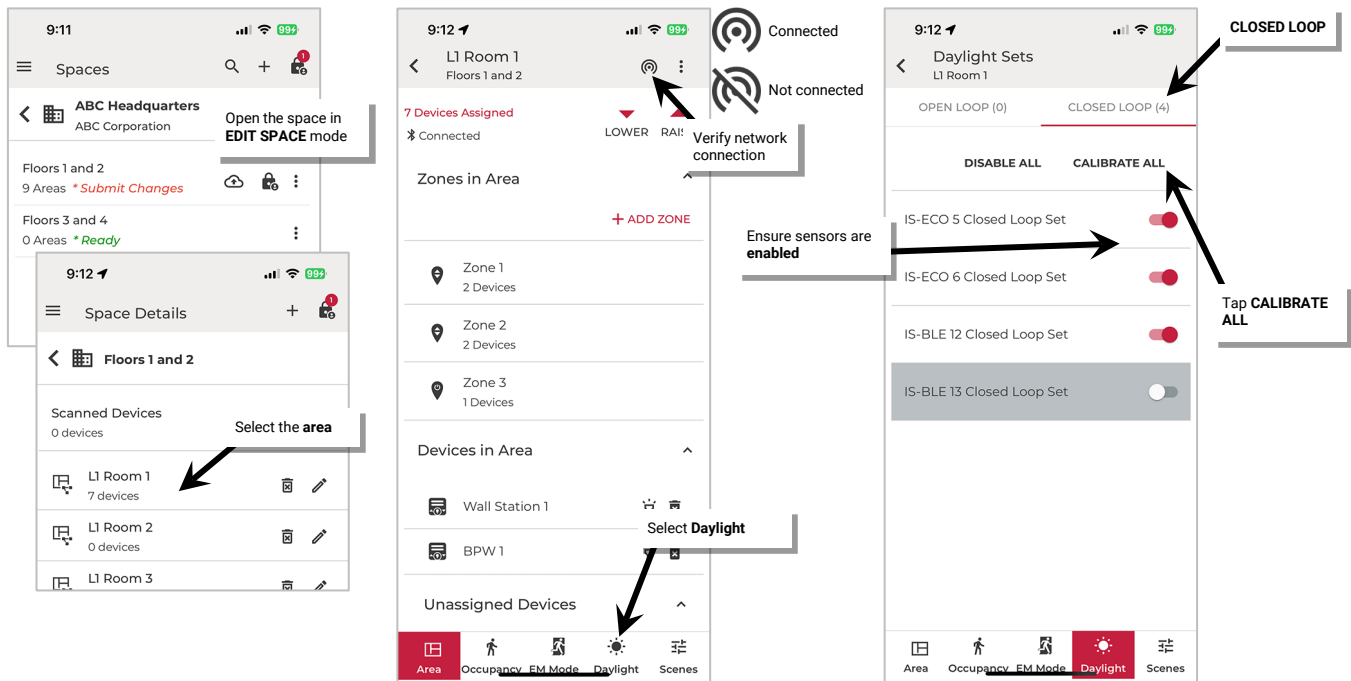 9:11
99
Spaces
1
ABC Headquarters
ABC Corporation
Open the space in
EDIT SPACE mode
Floors 1 and 2
9 Areas * Submit Changes
Floors 3 and 4
0 Areas * Ready
9:12
99
Space Details
1
Floors 1 and 2
Scanned Devices
0 devices
Select the area
L1 Room 1
7 devices
L1 Room 2
0 devices
L1 Room 3
9:12
99
L1 Room 1
Floors 1 and 2
Connected
Not connected
7 Devices Assigned
Connected
LOWER
Verify network
connection
Zones in Area
+ ADD ZONE
Zone 1
2 Devices
Zone 2
2 Devices
Zone 3
1 Devices
Devices in Area
Wall Station 1
Select Daylight
BPW 1
Unassigned Devices
Area Occupancy EM Mode Daylight Scenes
9:12
99
Daylight Sets
L1 Room 1
CLOSED LOOP
OPEN LOOP (0) CLOSED LOOP (4)
DISABLE ALL CALIBRATE ALL
IS-ECO 5 Closed Loop Set
Ensure sensors are
enabled
IS-ECO 6 Closed Loop Set
Tap CALIBRATE
ALL
IS-BLE 12 Closed Loop Set
IS-BLE 13 Closed Loop Set
Area Occupancy EM Mode Daylight Scenes